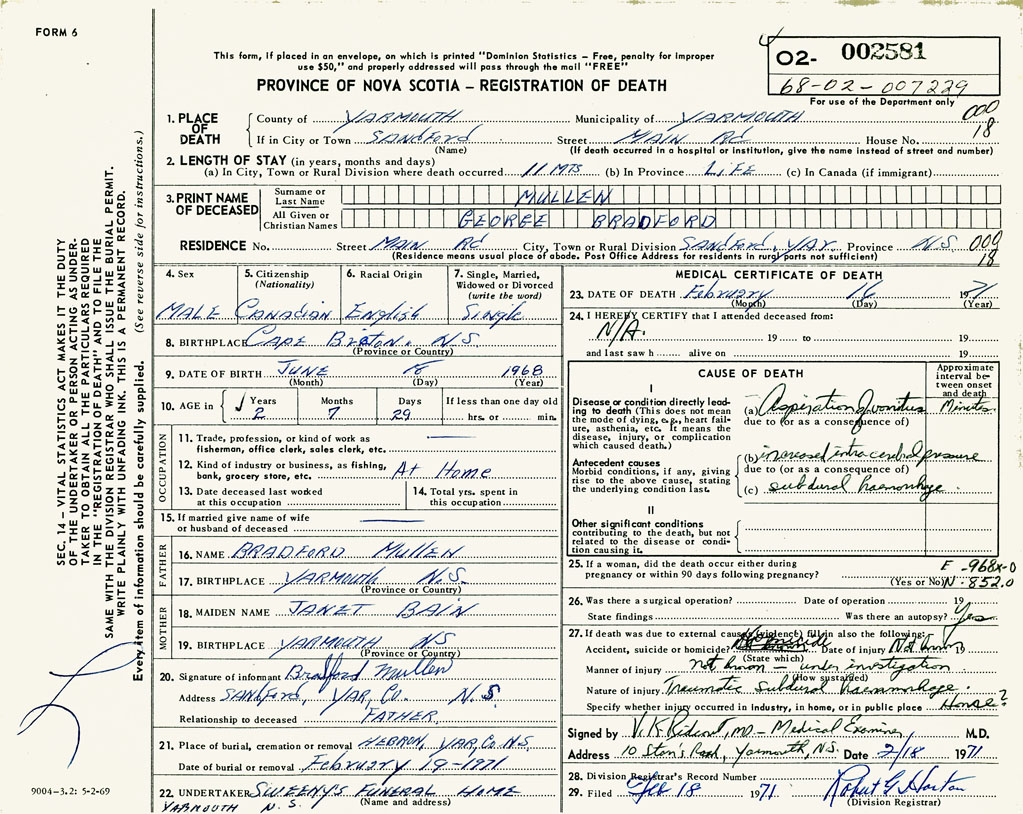 FORM 6
This form, if placed in an envelope, on which is printed "Dominion Statistics – Free, penalty for improper
use $50," and properly addressed will pass through the mail "FREE"
PROVINCE OF NOVA SCOTIA – REGISTRATION OF DEATH
02- 002581
68-02-007229
For use of the Department only
000
18
1. PLACE OF DEATH
County of YARMOUTH Municipality of YARMOUTH
If in City or Town SANDFORD Street MAIN RD House No.
(Name) (If death occurred in a hospital or institution, give the name instead of street and number)
2. LENGTH OF STAY (in years, months and days)
(a) In City, Town or Rural Division where death occurred 11 MTS (b) In Province LIFE (c) In Canada (if immigrant)
3. PRINT NAME OF DECEASED
Surname or Last Name MULLEN
All Given or Christian Names GEORGE BRADFORD
RESIDENCE No. Street MAIN RD City, Town or Rural Division SANDFORD, YAR. Province N S 000
18
(Residence means usual place of abode. Post Office Address for residents in rural ports not sufficient)
4. Sex
MALE
5. Citizenship
(Nationality)
Canadian
6. Racial Origin
English
7. Single, Married,
Widowed or Divorced
(write the word)
Single
8. BIRTHPLACE CAPE BRETON. N.S.
(Province or Country)
9. DATE OF BIRTH JUNE 18 1968
(Month) (Day) (Year)
10. AGE in ✓ Years Months Days If less than one day old
2 7 29 hrs. or min.
OCCUPATION
11. Trade, profession, or kind of work as
fisherman, office clerk, sales clerk, etc.
12. Kind of industry or business, as fishing,
bank, grocery store, etc. At Home
13. Date deceased last worked
at this occupation
14. Total yrs. spent in
this occupation
15. If married give name of wife
or husband of deceased
FATHER
16. NAME BRADFORD MULLEN
17. BIRTHPLACE YARMOUTH N.S.
(Province or Country)
MOTHER
18. MAIDEN NAME JANET BAIN
19. BIRTHPLACE YARMOUTH NS
(Province or Country)
20. Signature of informant Bradford Mullen
Address SANDFORD, YAR, CO. N.S.
Relationship to deceased FATHER.
21. Place of burial, cremation or removal HEBRON, YAR, CO. N.S.
Date of burial or removal February 19-1971
22. UNDERTAKER SWEENY'S FUNERAL HOME
(Name and address)
YARMOUTH N.S.
MEDICAL CERTIFICATE OF DEATH
23. DATE OF DEATH February 16 1971
(Month) (Day) (Year)
24. I HEREBY CERTIFY that I attended deceased from:
N/A. 19 to 19
and last saw h alive on 19
CAUSE OF DEATH
Approximate
interval be-
tween onset
and death
I
Disease or condition directly lead-
ing to death (This does not mean
the mode of dying, e.g., heart fail-
ure, asthenia, etc. If means the
disease, injury, or complication
which caused death.)
(a) Aspiration of vomitus Minutes
due to (or as a consequence of)
Antecedent causes
Morbid conditions, if any, giving
rise to the above cause, stating
the underlying condition last.
(b) increased intracerebral pressure
due to (or as a consequence of)
(c) subdural haemorrhage.
II
Other significant conditions
contributing to the death, but not
related to the disease or condi-
tion causing it.
25. If a woman, did the death occur either during
pregnancy or within 90 days following pregnancy?
(Yes or No)
E-968X-0
N-852.0
26. Was there a surgical operation? Date of operation 19
State findings Was there an autopsy? Yes
27. If death was due to external causes (violence) fill in also the following:
Accident, suicide or homicide? Date of injury Not known 19
(State which)
Manner of injury not known – under investigation
(How sustained)
Nature of injury Traumatic Subdural haemorrhage.
Specify whether injury occurred in industry, in home, or in public place Home?
Signed by V. K. Rideout, MD – Medical Examiner M.D.
Address Yarmouth, N.S. Date 2/18 1971
28. Division Registrar's Record Number
29. Filed Feb 18 1971 Robert G. Horton
(Division Registrar)
SEC. 14 – VITAL STATISTICS ACT MAKES IT THE DUTY
OF THE UNDERTAKER OR PERSON ACTING AS UNDER-
TAKER TO OBTAIN ALL THE PARTICULARS REQUIRED
IN THE "REGISTRATION OF DEATH" AND TO FILE THE
SAME WITH THE DIVISION REGISTRAR WHO SHALL ISSUE THE BURIAL PERMIT.
WRITE PLAINLY WITH UNFADING INK. THIS IS A PERMANENT RECORD.
Every item of information should be carefully supplied. (See reverse side for instructions.)
9004-3.2: 5-2-69